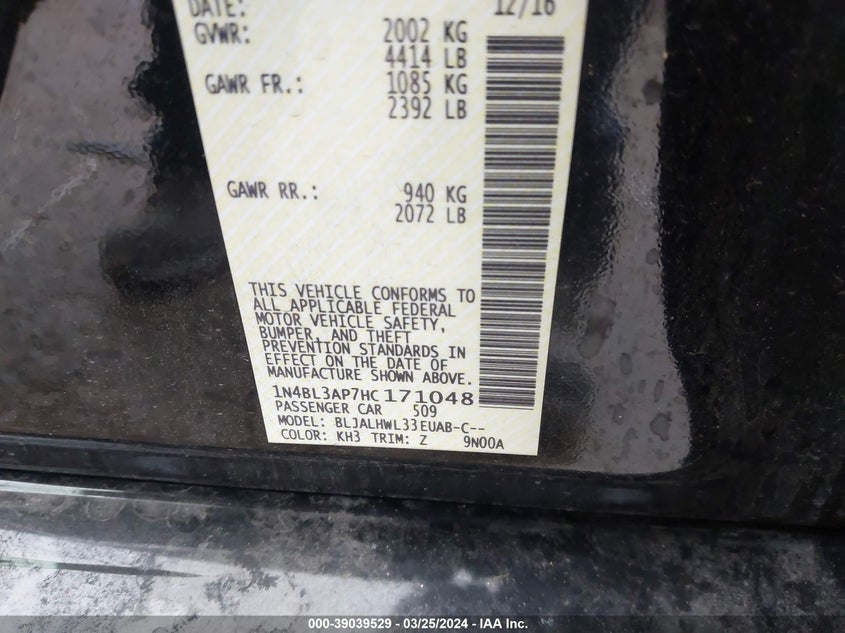 DATE: 12/16
GVWR: 2002 KG
4414 LB
GAWR FR.: 1085 KG
2392 LB
GAWR RR.: 940 KG
2072 LB
THIS VEHICLE CONFORMS TO
ALL APPLICABLE FEDERAL
MOTOR VEHICLE SAFETY,
BUMPER, AND THEFT
PREVENTION STANDARDS IN
EFFECT ON THE DATE OF
MANUFACTURE SHOWN ABOVE.
1N4BL3AP7HC171048
PASSENGER CAR 509
MODEL: BLJALHWL33EUAB-C--
COLOR: KH3 TRIM: Z 9N00A
000-39039529 - 03/25/2024 - IAA Inc.